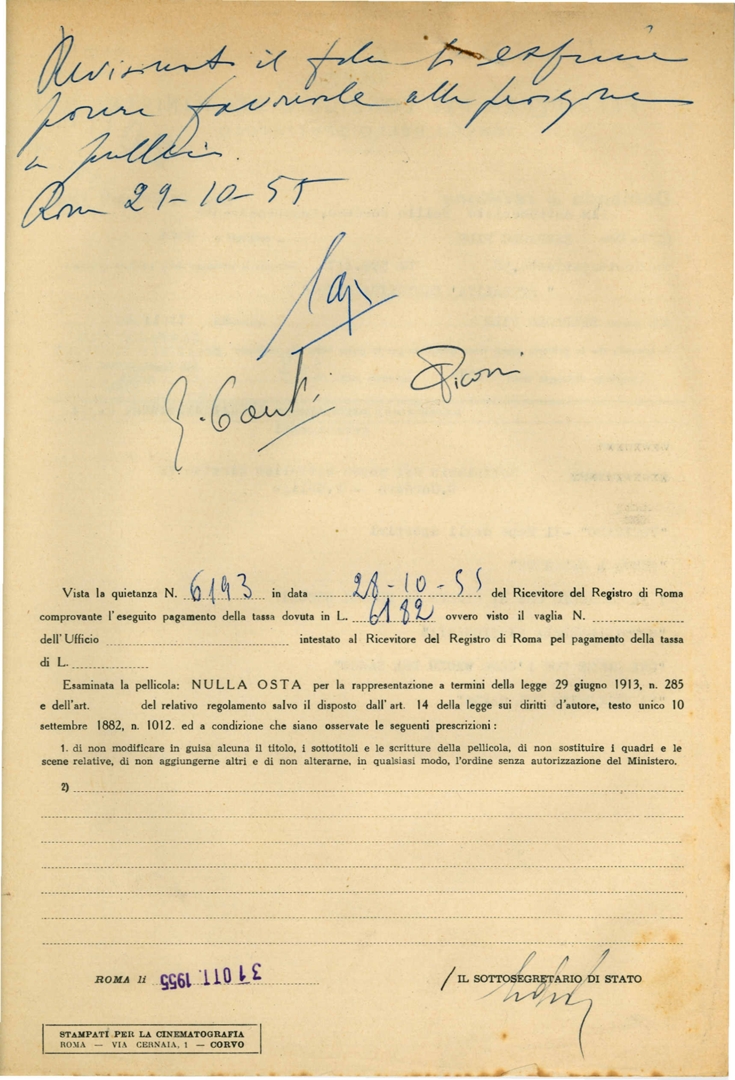 Revisionato il film si esprime
parere favorevole alla proiezione
in pubblico
Roma 29-10-55
G. Conti
Piconi
Vista la quietanza N. 6193 in data 28-10-55 del Ricevitore del Registro di Roma
comprovante l'eseguito pagamento della tassa dovuta in L. 6182 ovvero visto il vaglia N.
dell'Ufficio intestato al Ricevitore del Registro di Roma pel pagamento della tassa
di L.
Esaminata la pellicola: NULLA OSTA per la rappresentazione a termini della legge 29 giugno 1913, n. 285
e dell'art. del relativo regolamento salvo il disposto dall'art. 14 della legge sui diritti d'autore, testo unico 10
settembre 1882, n. 1012. ed a condizione che siano osservate le seguenti prescrizioni :
1. di non modificare in guisa alcuna il titolo, i sottotitoli e le scritture della pellicola, di non sostituire i quadri e le
scene relative, di non aggiungerne altri e di non alterarne, in qualsiasi modo, l'ordine senza autorizzazione del Ministero.
2)
ROMA li 31 OTT. 1955 / IL SOTTOSEGRETARIO DI STATO
STAMPATI PER LA CINEMATOGRAFIA
ROMA — VIA CERNAIA, 1 — CORVO